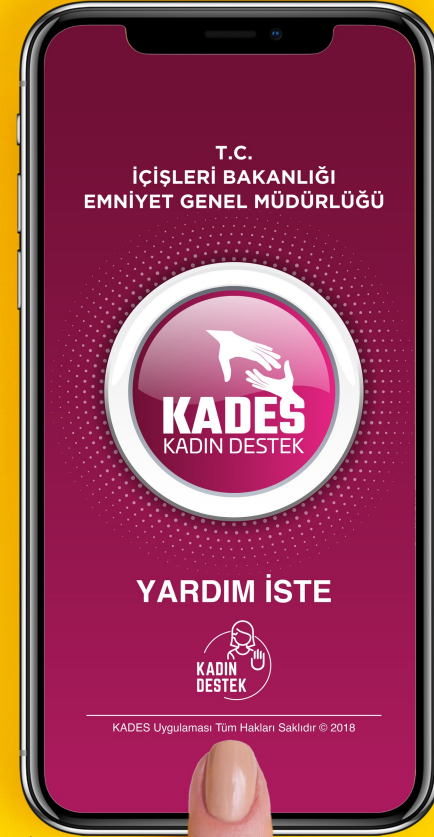 T.C.
İÇİŞLERİ BAKANLIĞI
EMNİYET GENEL MÜDÜRLÜĞÜ
KADES
KADIN DESTEK
YARDIM İSTE
KADIN
DESTEK
KADES Uygulaması Tüm Hakları Saklıdır © 2018